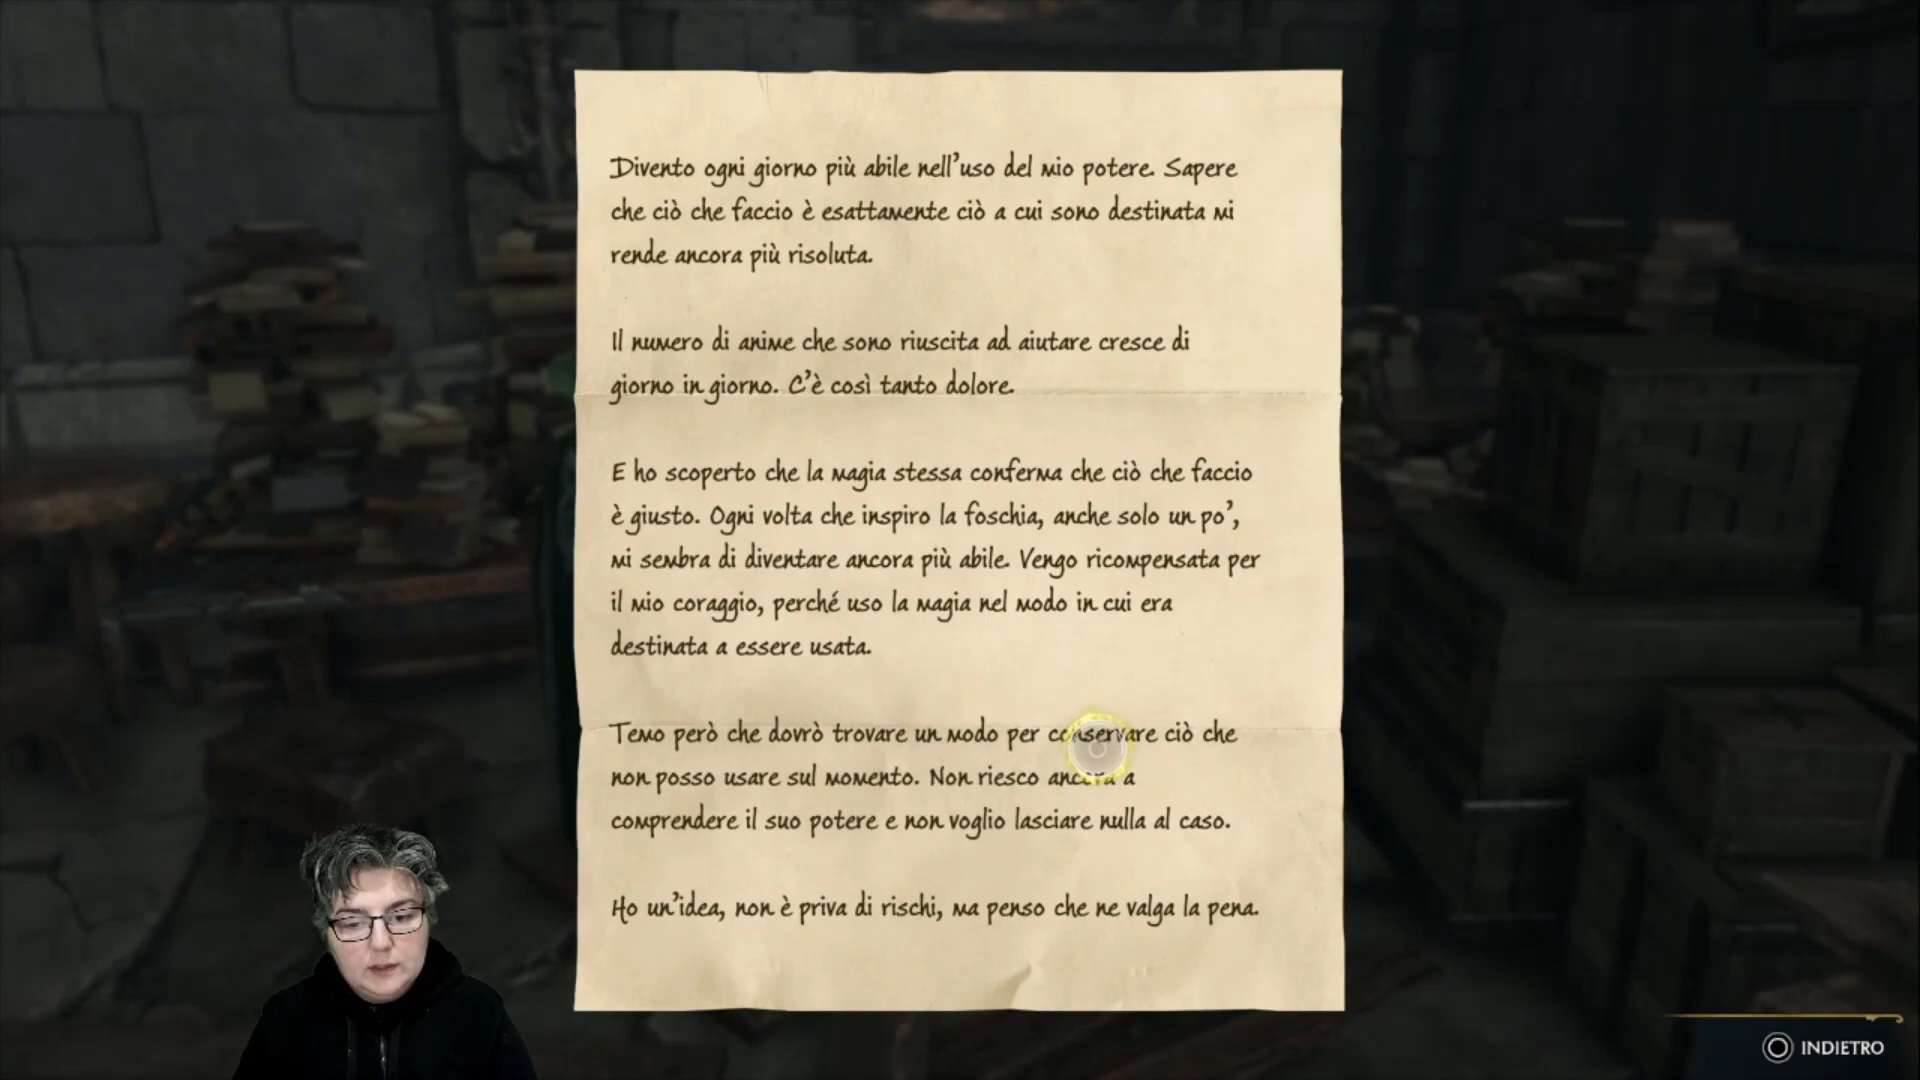 Divento ogni giorno più abile nell'uso del mio potere. Sapere
che ciò che faccio è esattamente ciò a cui sono destinata mi
rende ancora più risoluta.
Il numero di anime che sono riuscita ad aiutare cresce di
giorno in giorno. C'è così tanto dolore.
E ho scoperto che la magia stessa conferma che ciò che faccio
è giusto. Ogni volta che inspiro la foschia, anche solo un po',
mi sembra di diventare ancora più abile. Vengo ricompensata per
il mio coraggio, perché uso la magia nel modo in cui era
destinata a essere usata.
Temo però che dovrò trovare un modo per conservare ciò che
non posso usare sul momento. Non riesco ancora a
comprendere il suo potere e non voglio lasciare nulla al caso.
Ho un'idea, non è priva di rischi, ma penso che ne valga la pena.
INDIETRO